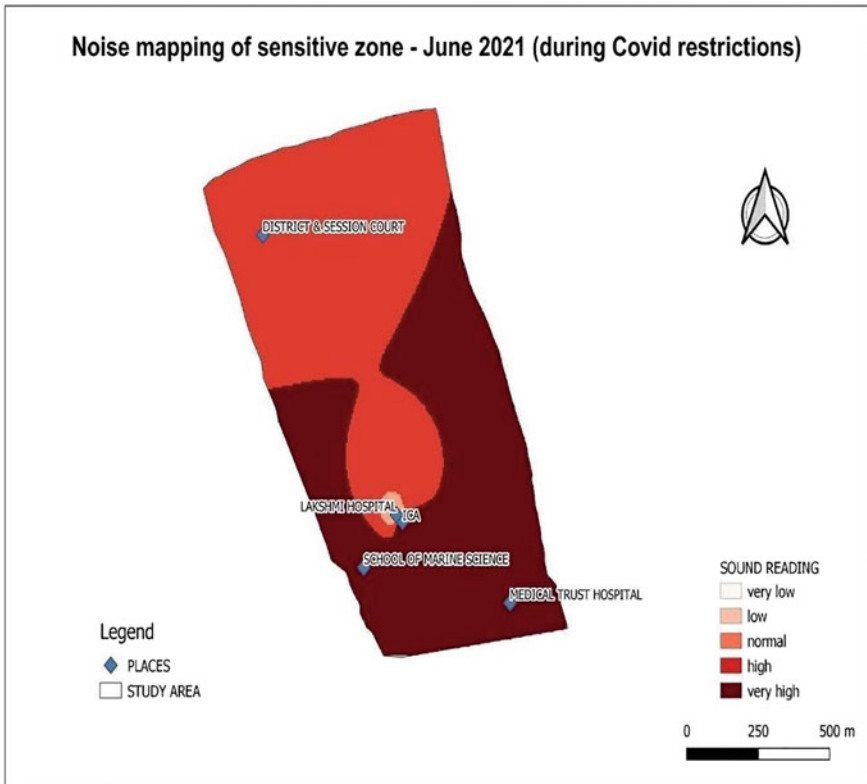 Noise mapping of sensitive zone - June 2021 (during Covid restrictions)
DISTRICT & SESSION COURT
LAKSHMI HOSPITAL
ICA
SCHOOL OF MARINE SCIENCE
MEDICAL TRUST HOSPITAL
SOUND READING
very low
low
normal
high
very high
Legend
PLACES
STUDY AREA
0 250 500 m